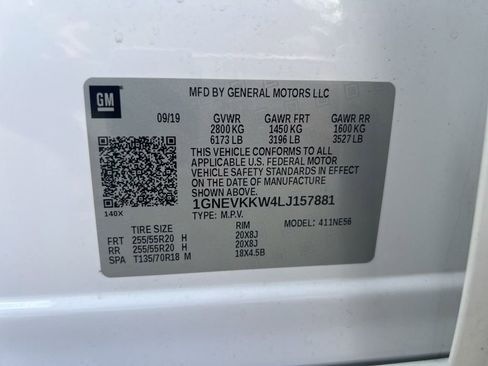 GM
MFD BY GENERAL MOTORS LLC
09/19 GVWR GAWR FRT GAWR RR
2800 KG 1450 KG 1600 KG
6173 LB 3196 LB 3527 LB
THIS VEHICLE CONFORMS TO ALL
APPLICABLE U.S. FEDERAL MOTOR
VEHICLE SAFETY STANDARDS IN EFFECT
ON THE DATE OF MANUFACTURE
SHOWN ABOVE.
140X 1GNEVKKW4LJ157881
TYPE: M.P.V. MODEL: 411NE56
TIRE SIZE RIM
FRT 255/55R20 H 20X8J
RR 255/55R20 H 20X8J
SPA T135/70R18 M 18X4.5B